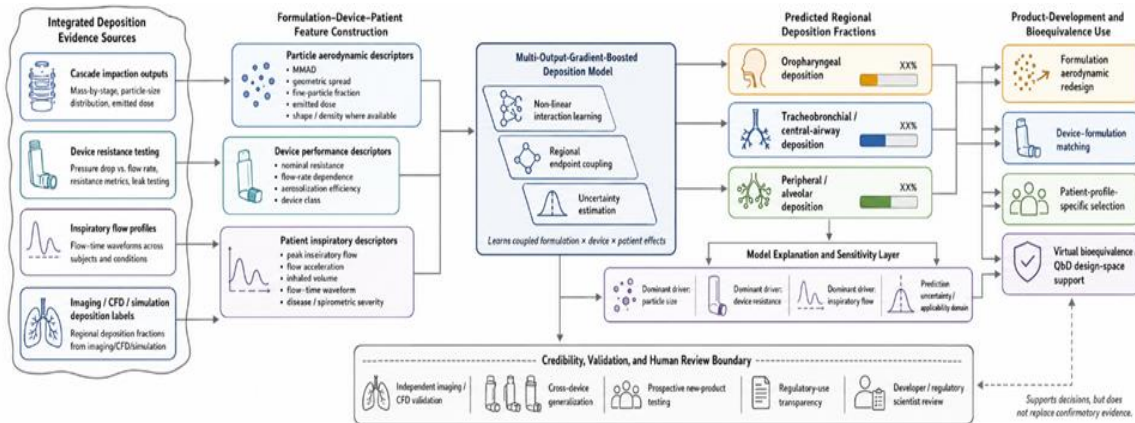 Integrated Deposition
Evidence Sources
Cascade impaction outputs
Mass-by-stage, particle-size
distribution, emitted dose
Device resistance testing
Pressure drop vs. flow rate,
resistance metrics, leak testing
Inspiratory flow profiles
Flow-time waveforms across
subjects and conditions
Imaging / CFD / simulation
deposition labels
Regional deposition fractions
from imaging/CFD/simulation
Formulation–Device–Patient
Feature Construction
Particle aerodynamic descriptors
• MMAD
• geometric spread
• fine-particle fraction
• emitted dose
• shape / density where available
Device performance descriptors
• nominal resistance
• flow-rate dependence
• aerosolization efficiency
• device class
Patient inspiratory descriptors
• peak inseiratory flow
• flow acceleration
• inhaled volume
• flow-time waveform
• disease / spirometric severity
Multi-Output-Gradient-Boosted
Deposition Model
Non-linear
interaction learning
Regional
endpoint coupling
Uncertainty
estimation
Learns coupled formulation × device × patient effects
Predicted Regional
Deposition Fractions
Oropharyngeal
deposition
XX%
Tracheobronchial /
central-airway
deposition
XX%
Peripheral /
alveolar
deposition
XX%
Model Explanation and Sensitivity Layer
Dominant driver:
particle size
Dominant driver:
device resistance
Dominant driver:
inspiratory flow
Prediction
uncertainty/
applicability domain
Product-Development and
Bioequivalence Use
Formulation
aerodynamic
redesign
Device–formulation
matching
Patient-profile-
specific selection
Virtual bioequivalence /
QbD design-space
support
Credibility, Validation, and Human Review Boundary
Independent imaging /
CFD validation
Cross-device
generalization
Prospective new-product
testing
Regulatory-use
transparency
Developer / regulatory
scientist review
Supports decisions, but does
not replace confirmatory evidence.